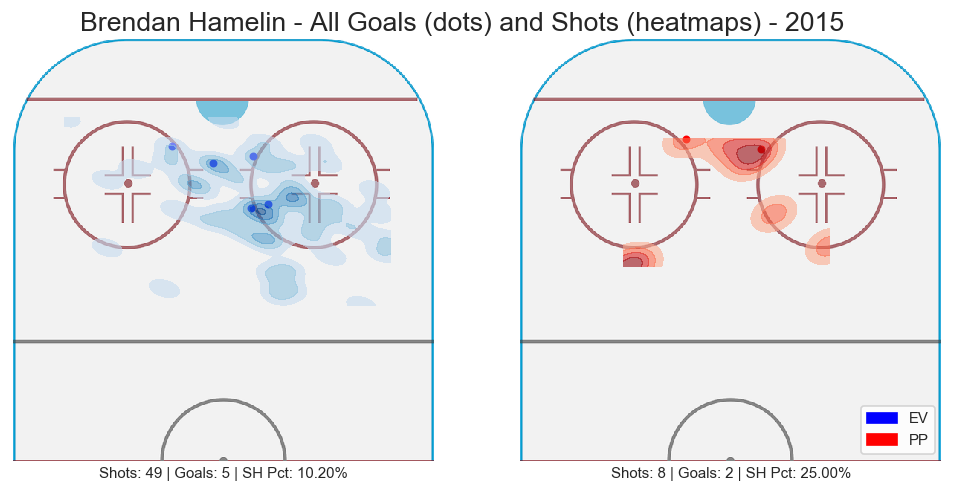 Brendan Hamelin - All Goals (dots) and Shots (heatmaps) - 2015
EV
PP
Shots: 49 | Goals: 5 | SH Pct: 10.20%
Shots: 8 | Goals: 2 | SH Pct: 25.00%